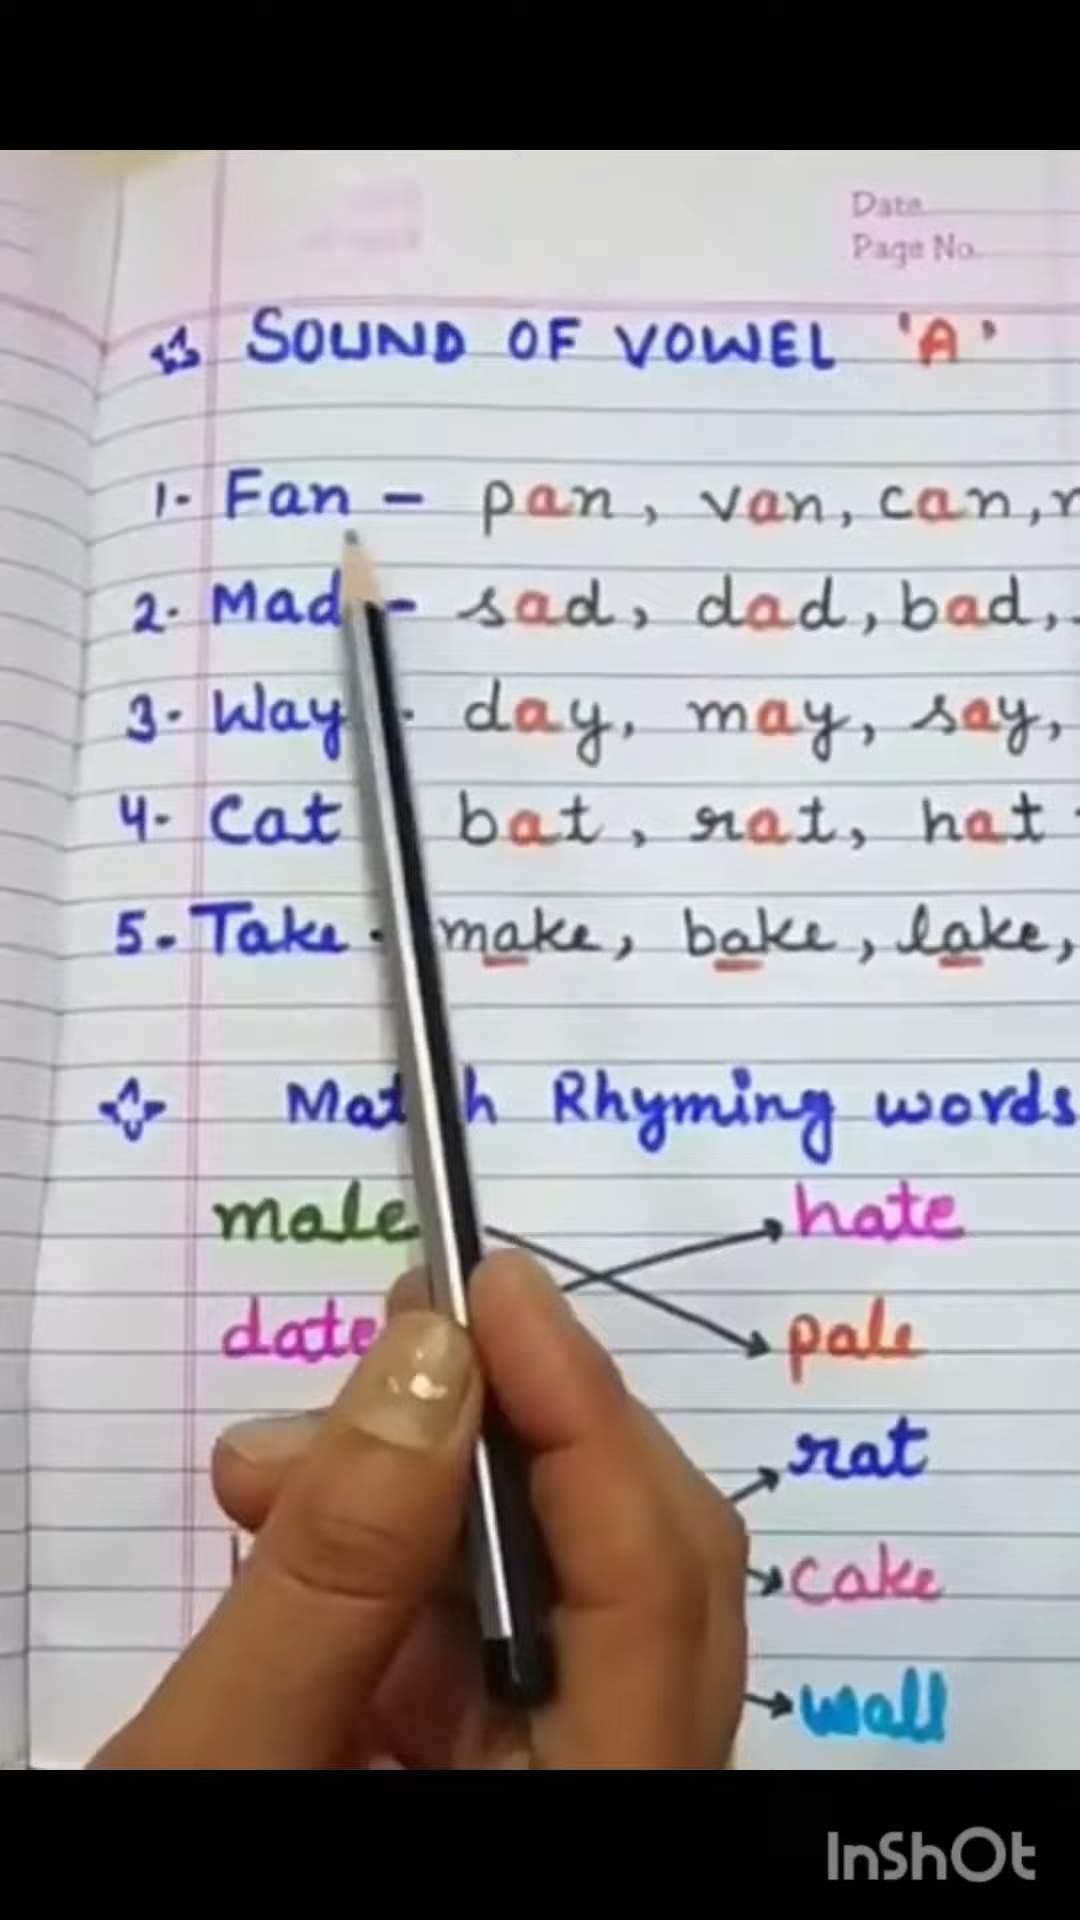 Date
Page No.
SOUND OF VOWEL 'A'
1- Fan - pan, van, can,
2- Mad - sad, dad, bad,
3- Way - day, may, say,
4- Cat bat, rat, hat
5- Take - make, bake, lake,
Rhyming words
male hate
date pale
rat
cake
wall
InShOt